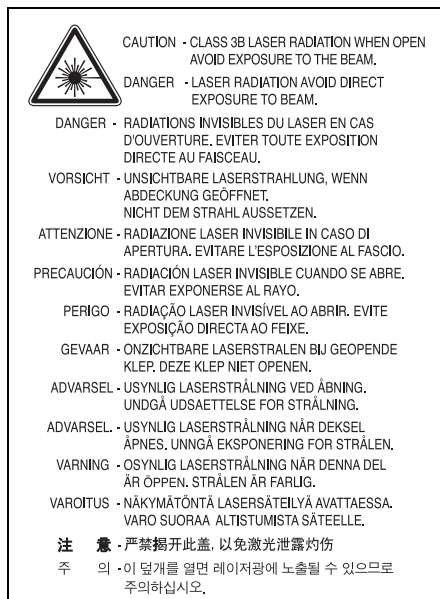 CAUTION - CLASS 3B LASER RADIATION WHEN OPEN
AVOID EXPOSURE TO THE BEAM.
DANGER - LASER RADIATION AVOID DIRECT
EXPOSURE TO BEAM.
DANGER - RADIATIONS INVISIBLES DU LASER EN CAS
D'OUVERTURE. EVITER TOUTE EXPOSITION
DIRECTE AU FAISCEAU.
VORSICHT - UNSICHTBARE LASERSTRAHLUNG, WENN
ABDECKUNG GEÖFFNET.
NICHT DEM STRAHL AUSSETZEN.
ATTENZIONE - RADIAZIONE LASER INVISIBILE IN CASO DI
APERTURA. EVITARE L'ESPOSIZIONE AL FASCIO.
PRECAUCIÓN - RADIACIÓN LASER INVISIBLE CUANDO SE ABRE.
EVITAR EXPONERSE AL RAYO.
PERIGO - RADIAÇÃO LASER INVISÍVEL AO ABRIR. EVITE
EXPOSIÇÃO DIRECTA AO FEIXE.
GEVAAR - ONZICHTBARE LASERSTRALEN BIJ GEOPENDE
KLEP. DEZE KLEP NIET OPENEN.
ADVARSEL - USYNLIG LASERSTRÅLNING VED ÅBNING.
UNDGÅ UDSAETTELSE FOR STRÅLNING.
ADVARSEL. - USYNLIG LASERSTRÅLNING NÅR DEKSEL
ÅPNES. UNNGÅ EKSPONERING FOR STRÅLEN.
VARNING - OSYNLIG LASERSTRÅLNING NÄR DENNA DEL
ÄR ÖPPEN. STRÅLEN ÄR FARLIG.
VAROITUS - NÄKYMÄTÖNTÄ LASERSÄTEILYÄ AVATTAESSA.
VARO SUORAA ALTISTUMISTA SÄTEELLE.
注 意 - 严禁揭开此盖, 以免激光泄露灼伤
주 의 - 이 덮개를 열면 레이저광에 노출될 수 있으므로
주의하십시오.